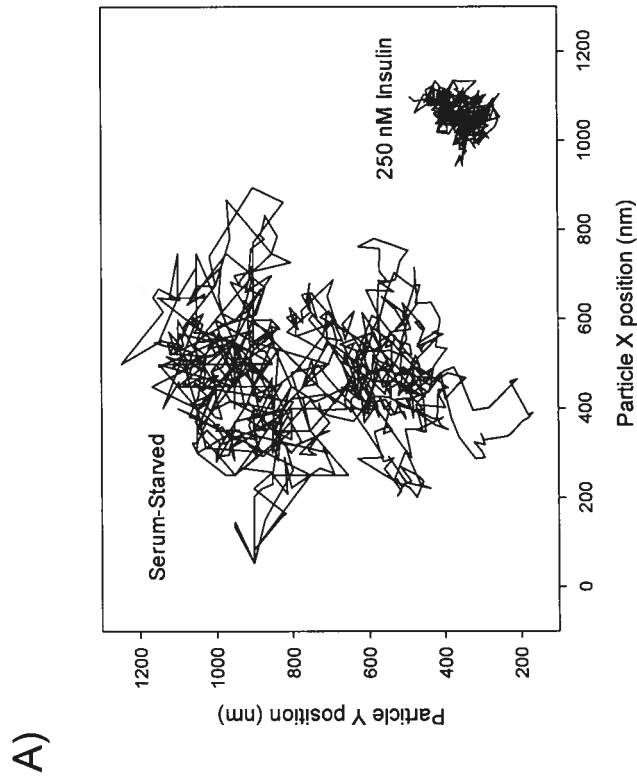 A)
Serum-Starved
250 nM Insulin
Particle Y position (nm)
1200
1000
800
600
400
200
0
200
400
600
800
1000
1200
Particle X position (nm)